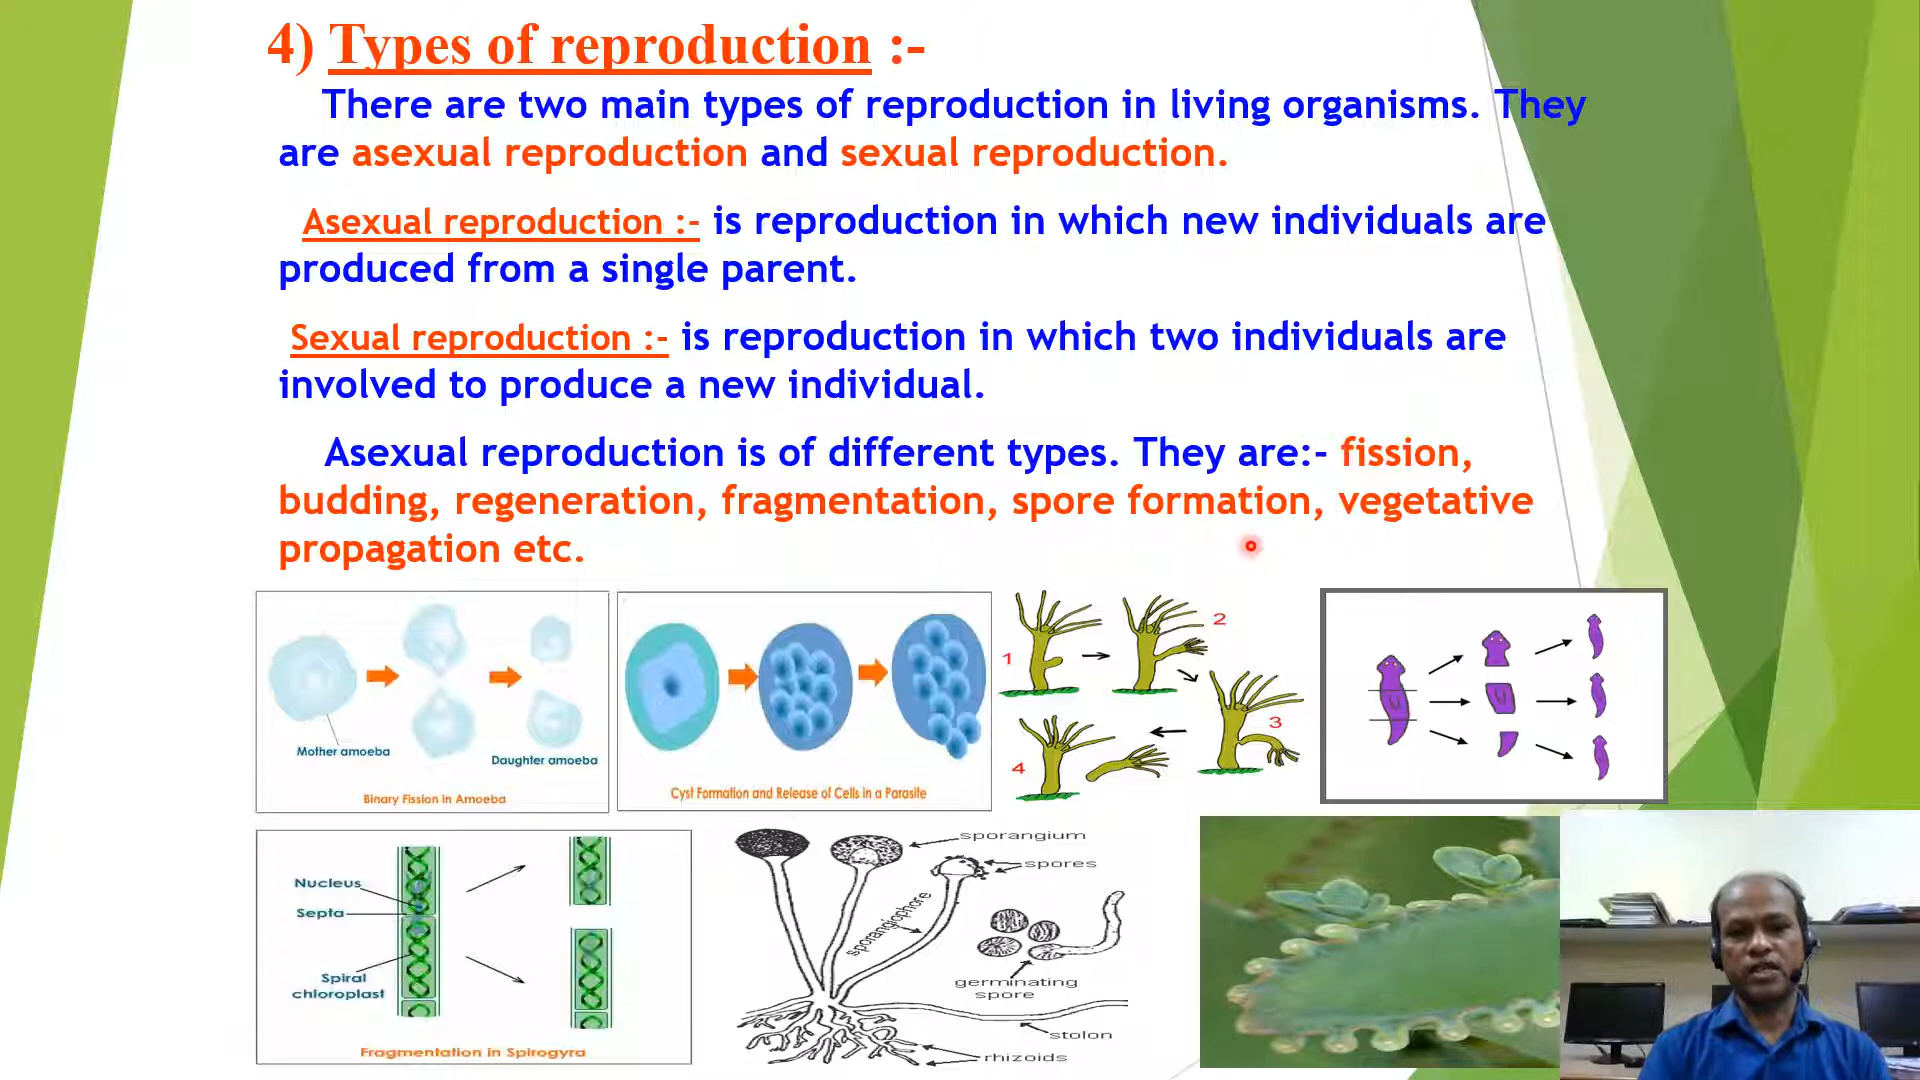 4) Types of reproduction :-
There are two main types of reproduction in living organisms. They
are asexual reproduction and sexual reproduction.
Asexual reproduction :- is reproduction in which new individuals are
produced from a single parent.
Sexual reproduction :- is reproduction in which two individuals are
involved to produce a new individual.
Asexual reproduction is of different types. They are:- fission,
budding, regeneration, fragmentation, spore formation, vegetative
propagation etc.
Mother amoeba
Daughter amoeba
Binary Fission in Amoeba
Cyst Formation and Release of Cells in a Parasite
1
2
3
4
Nucleus
Septa
Spiral
chloroplast
Fragmentation in Spirogyra
sporangium
spores
sporangiophore
germinating
spore
stolon
rhizoids